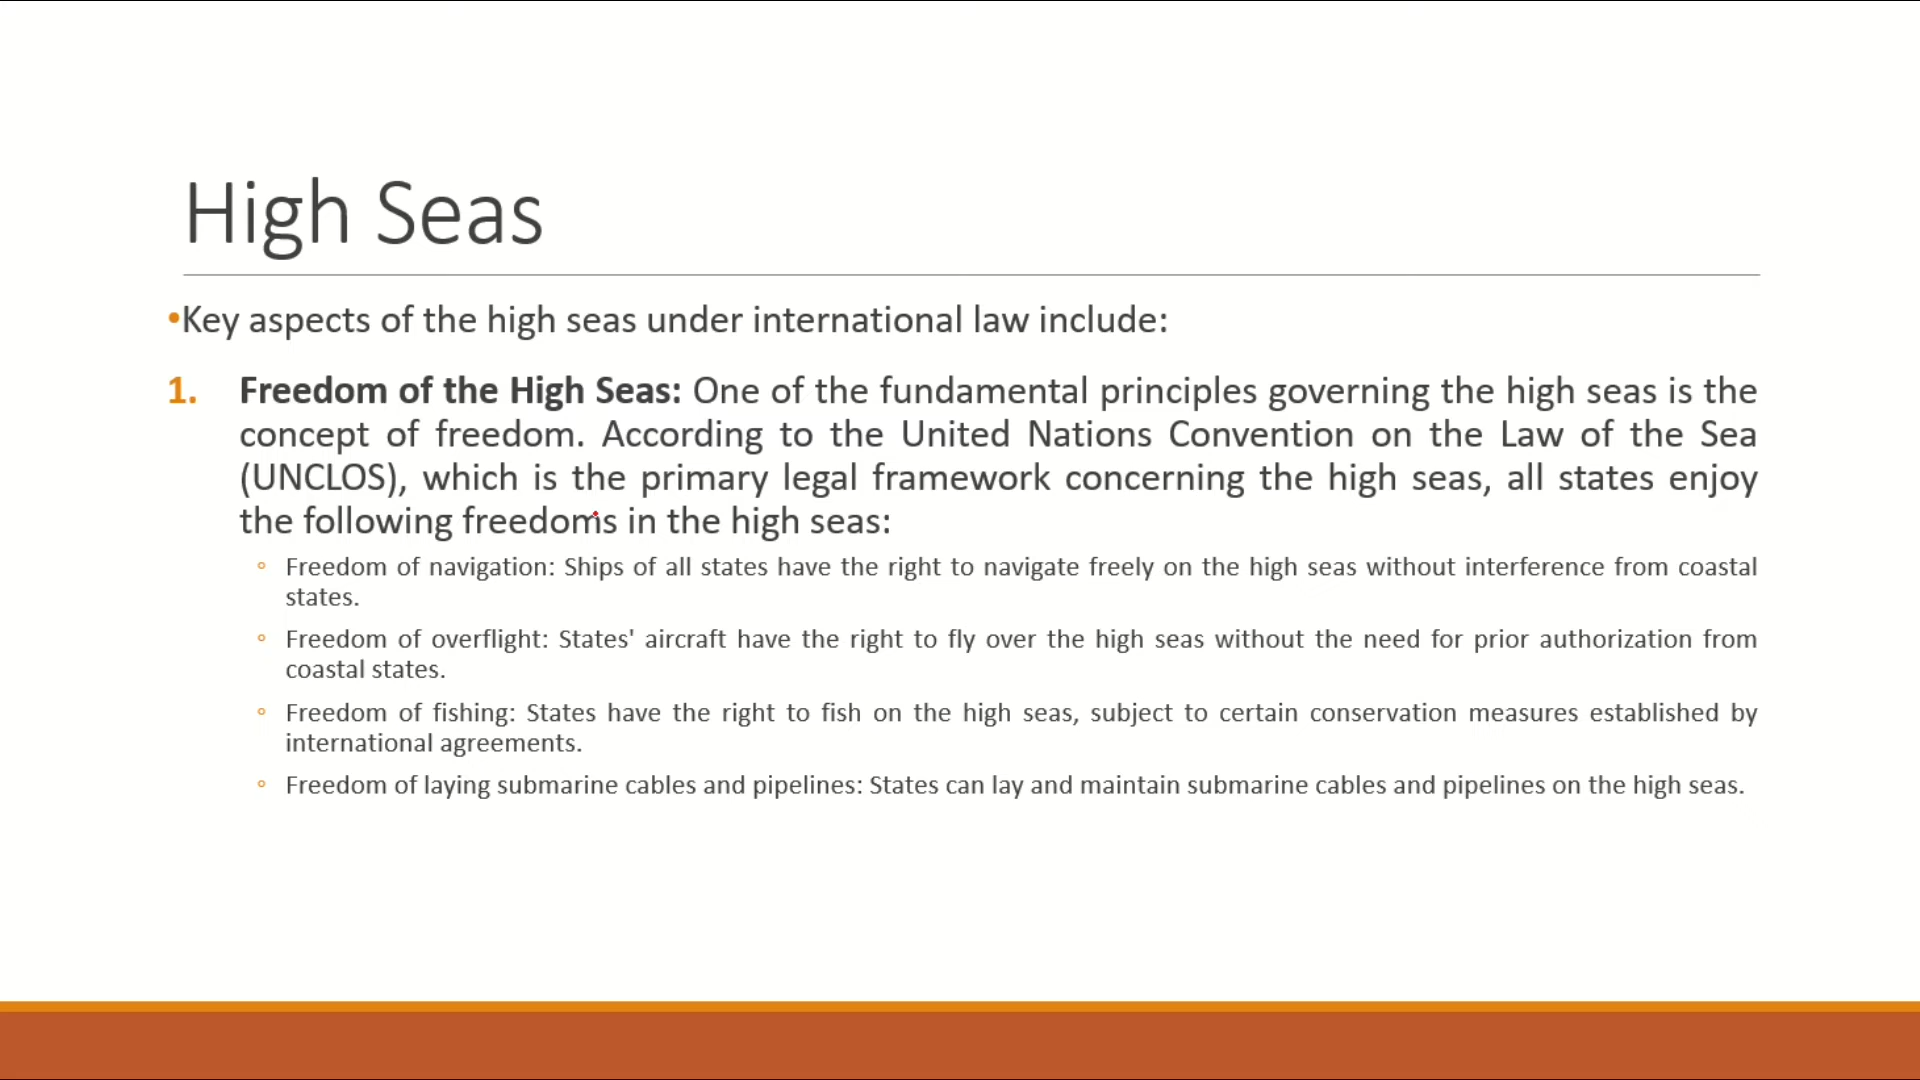 High Seas
•Key aspects of the high seas under international law include:
1. Freedom of the High Seas: One of the fundamental principles governing the high seas is the
concept of freedom. According to the United Nations Convention on the Law of the Sea
(UNCLOS), which is the primary legal framework concerning the high seas, all states enjoy
the following freedoms in the high seas:
◦ Freedom of navigation: Ships of all states have the right to navigate freely on the high seas without interference from coastal
states.
◦ Freedom of overflight: States' aircraft have the right to fly over the high seas without the need for prior authorization from
coastal states.
◦ Freedom of fishing: States have the right to fish on the high seas, subject to certain conservation measures established by
international agreements.
◦ Freedom of laying submarine cables and pipelines: States can lay and maintain submarine cables and pipelines on the high seas.